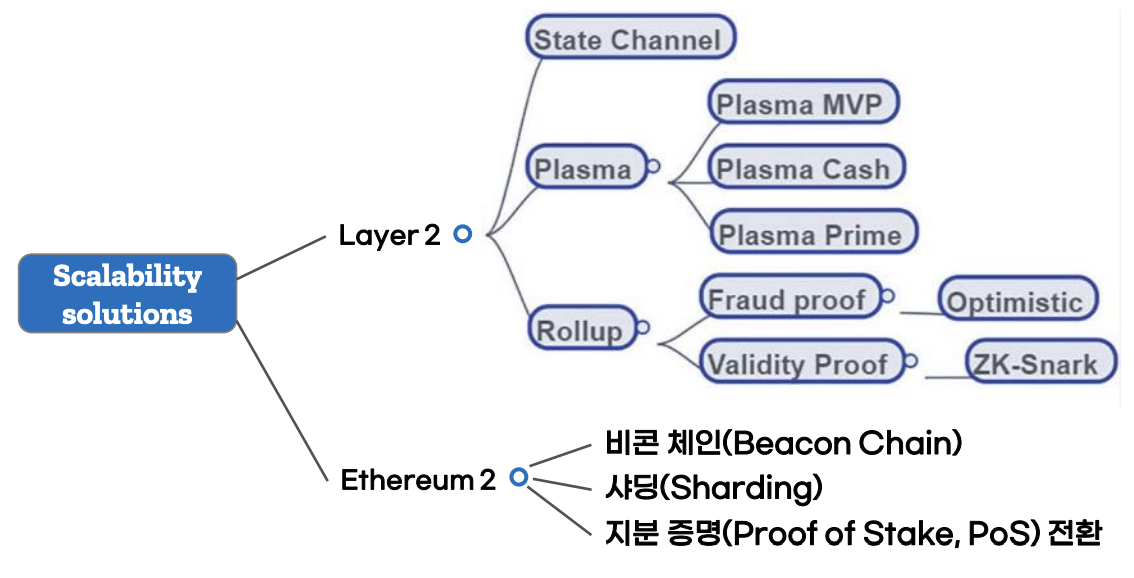 Scalability
solutions
Layer 2
State Channel
Plasma
Plasma MVP
Plasma Cash
Plasma Prime
Rollup
Fraud proof
Optimistic
Validity Proof
ZK-Snark
Ethereum 2
비콘 체인(Beacon Chain)
샤딩(Sharding)
지분 증명(Proof of Stake, PoS) 전환